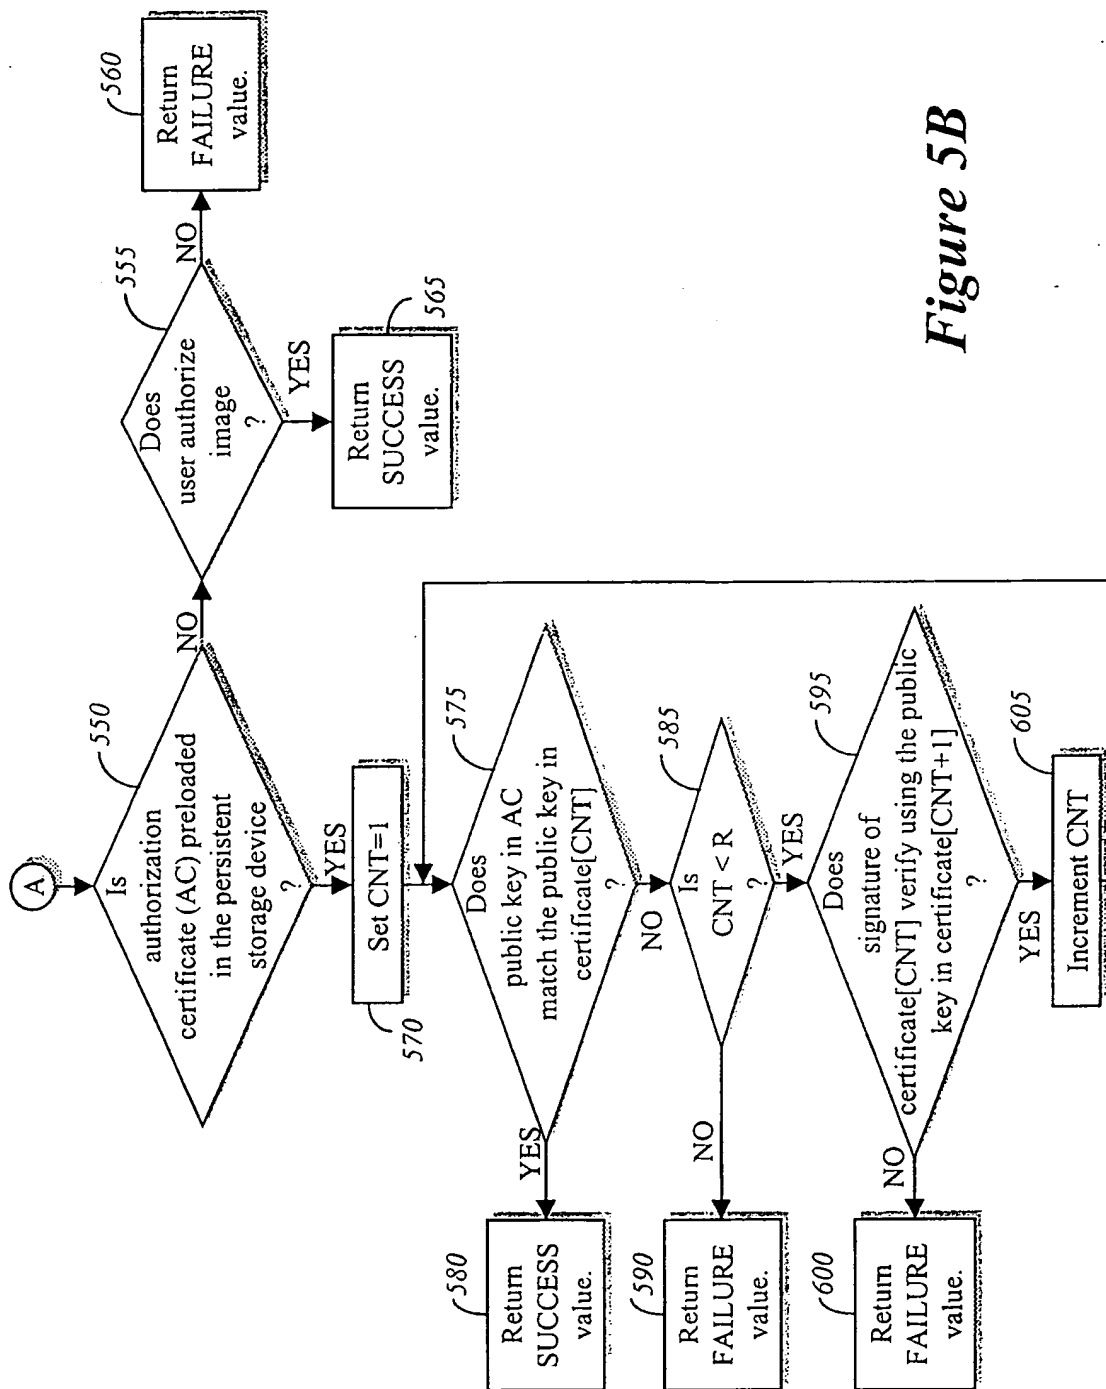 A
550
Is
authorization
certificate (AC) preloaded
in the persistent
storage device
?
NO
555
Does
user authorize
image
?
NO
560
Return
FAILURE
value.
YES
565
Return
SUCCESS
value.
YES
570
Set CNT=1
575
Does
public key in AC
match the public key in
certificate[CNT]
?
YES
580
Return
SUCCESS
value.
NO
585
Is
CNT < R
?
NO
590
Return
FAILURE
value.
YES
595
Does
signature of
certificate[CNT] verify using the public
key in certificate[CNT+1]
?
NO
600
Return
FAILURE
value.
YES
605
Increment CNT
Figure 5B